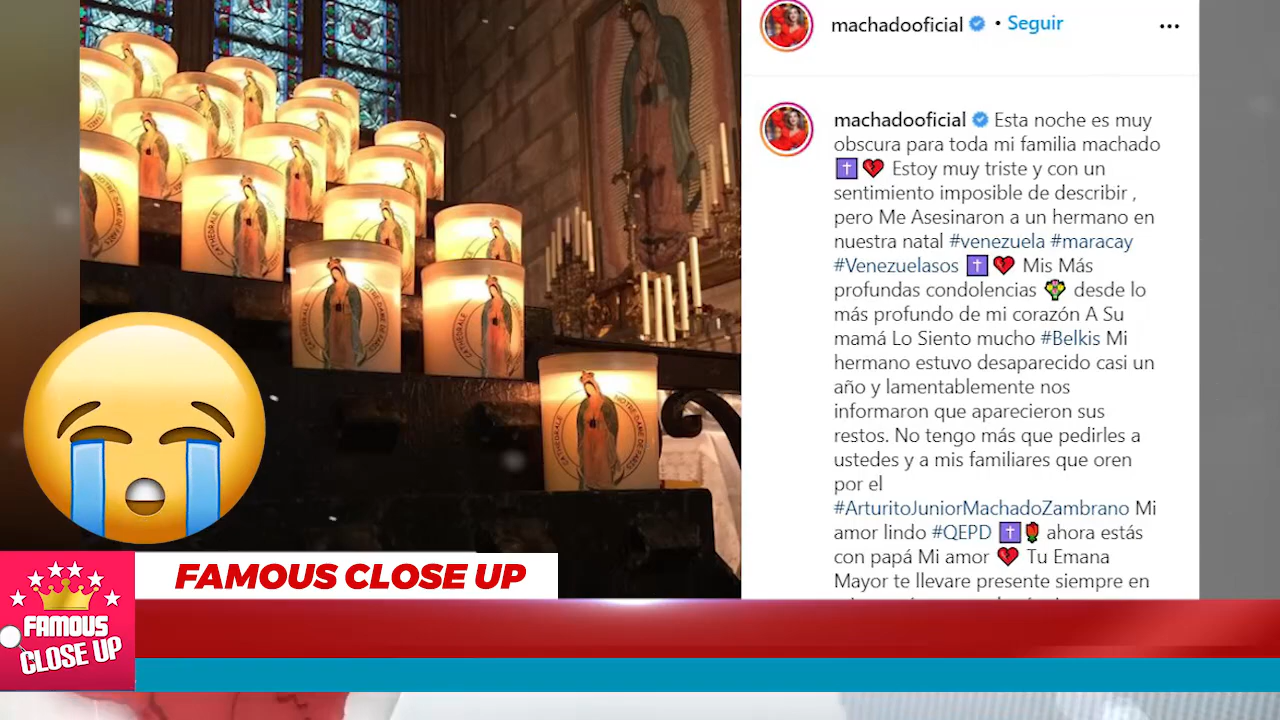 machadooficial • Seguir
machadooficial Esta noche es muy
obscura para toda mi familia machado
✝️💔 Estoy muy triste y con un
sentimiento imposible de describir ,
pero Me Asesinaron a un hermano en
nuestra natal #venezuela #maracay
#Venezuelasos ✝️💔 Mis Más
profundas condolencias 💐 desde lo
más profundo de mi corazón A Su
mamá Lo Siento mucho #Belkis Mi
hermano estuvo desaparecido casi un
año y lamentablemente nos
informaron que aparecieron sus
restos. No tengo más que pedirles a
ustedes y a mis familiares que oren
por el
#ArturitoJuniorMachadoZambrano Mi
amor lindo #QEPD ✝️🌹 ahora estás
con papá Mi amor 💔 Tu Emana
Mayor te llevare presente siempre en
CATHEDRALE NOTRE DAME DE PARIS
FAMOUS CLOSE UP
FAMOUS
CLOSE UP